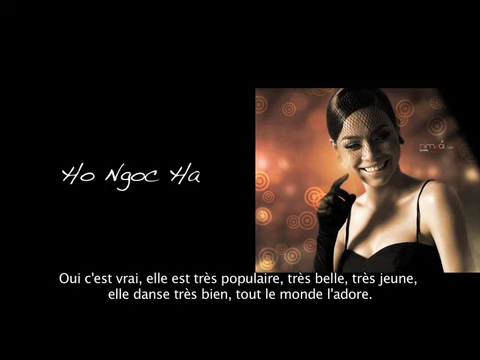 Ho Ngoc Ha
Oui c'est vrai, elle est très populaire, très belle, très jeune,
elle danse très bien, tout le monde l'adore.